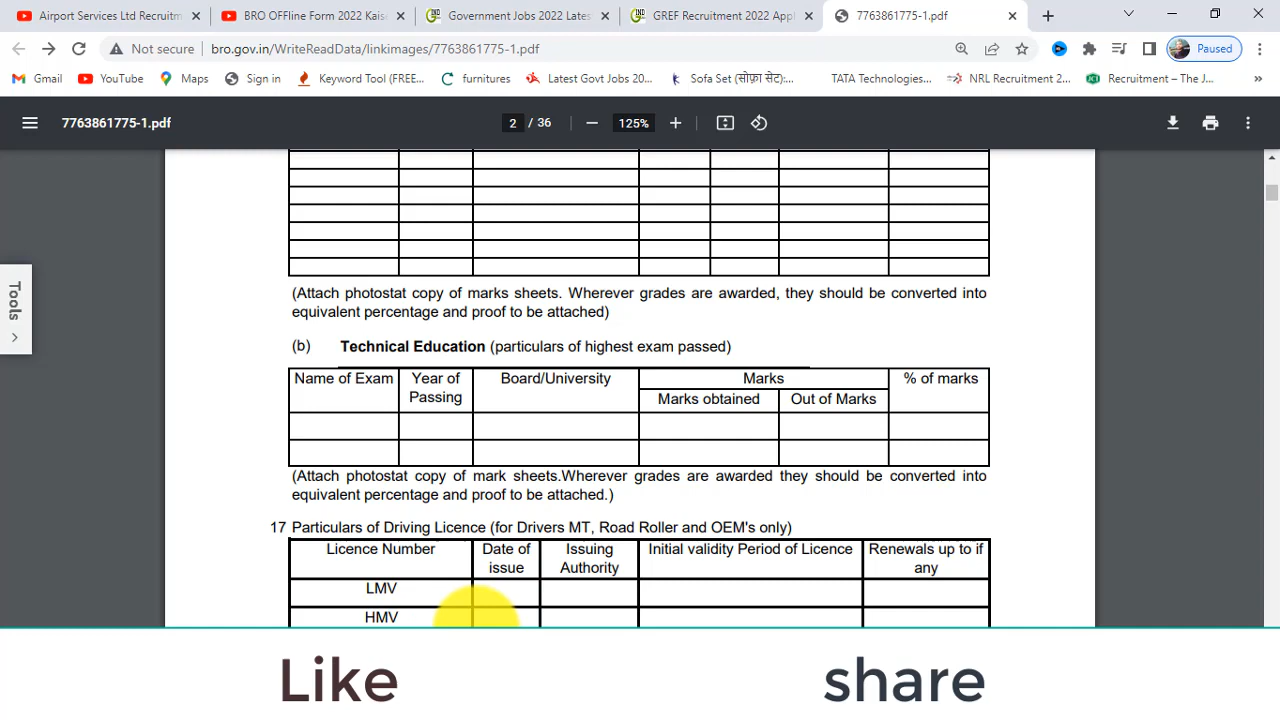 Airport Services Ltd Recruitm
BRO OFFline Form 2022 Kaise
Government Jobs 2022 Lates
GREF Recruitment 2022 Appl
7763861775-1.pdf
Not secure
bro.gov.in/WriteReadData/linkimages/7763861775-1.pdf
Paused
Gmail
YouTube
Maps
Sign in
Keyword Tool (FREE...
furnitures
Latest Govt Jobs 20...
Sofa Set (सोफ़ा सेट):...
TATA Technologies...
NRL Recruitment 2...
Recruitment – The J...
7763861775-1.pdf
2 / 36
125%
Tools
(Attach photostat copy of marks sheets. Wherever grades are awarded, they should be converted into
equivalent percentage and proof to be attached)
(b) Technical Education (particulars of highest exam passed)
Name of Exam
Year of
Passing
Board/University
Marks
Marks obtained
Out of Marks
% of marks
(Attach photostat copy of mark sheets.Wherever grades are awarded they should be converted into
equivalent percentage and proof to be attached.)
17 Particulars of Driving Licence (for Drivers MT, Road Roller and OEM's only)
Licence Number
Date of
issue
Issuing
Authority
Initial validity Period of Licence
Renewals up to if
any
LMV
HMV
Like
share